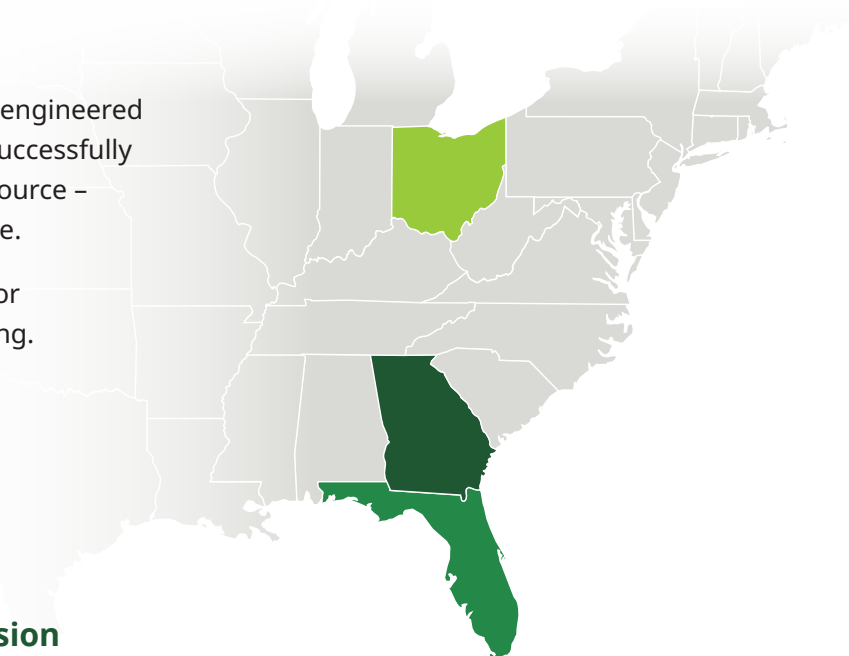 engineered
uccessfully
ource –
e.
or
ng.
sion